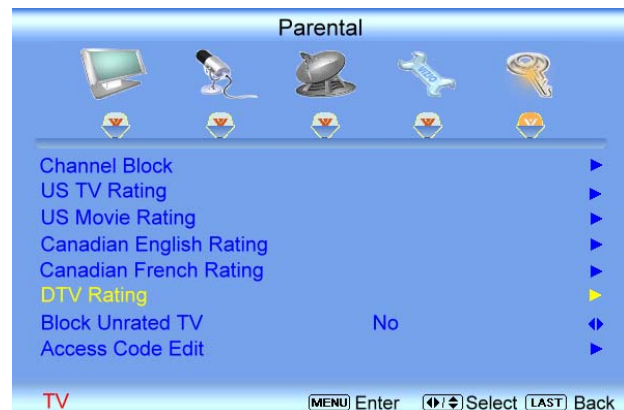 Parental
Channel Block
US TV Rating
US Movie Rating
Canadian English Rating
Canadian French Rating
DTV Rating
Block Unrated TV No
Access Code Edit
TV MENU Enter Select LAST Back